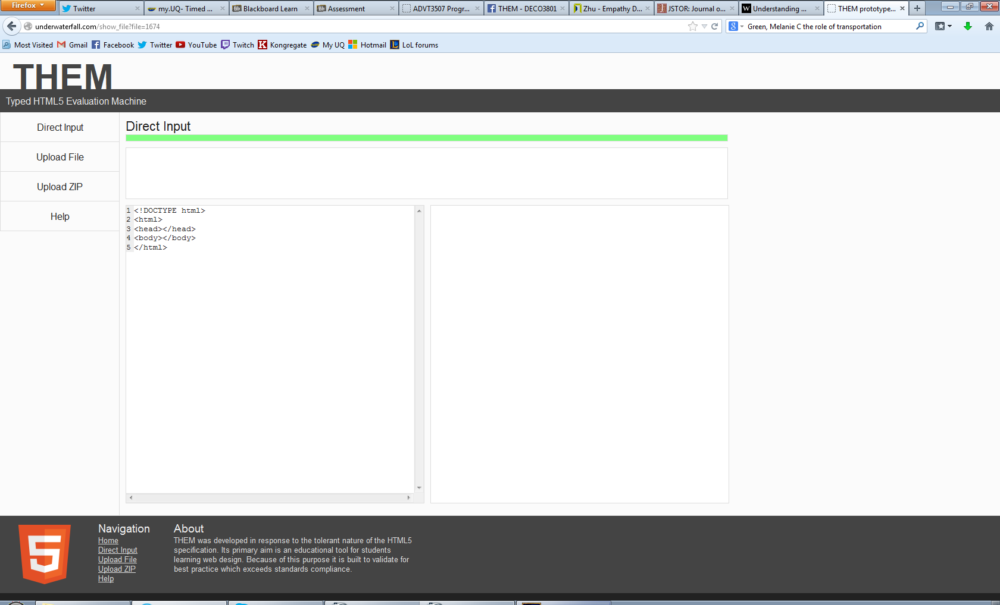 Firefox
Twitter
my.UQ- Timed ...
Blackboard Learn
Assessment
ADVT3507 Progr...
THEM - DECO3801
Zhu - Empathy D...
JSTOR: Journal o...
Understanding ...
THEM prototype...
underwaterfall.com/show_file?file=1674
Green, Melanie C the role of transportation
Most Visited Gmail Facebook Twitter YouTube Twitch Kongregate My UQ Hotmail LoL forums
THEM
Typed HTML5 Evaluation Machine
Direct Input
Upload File
Upload ZIP
Help
Direct Input
1 <!DOCTYPE html>
2 <html>
3 <head></head>
4 <body></body>
5 </html>
5
Navigation
Home
Direct Input
Upload File
Upload ZIP
Help
About
THEM was developed in response to the tolerant nature of the HTML5
specification. Its primary aim is an educational tool for students
learning web design. Because of this purpose it is built to validate for
best practice which exceeds standards compliance.